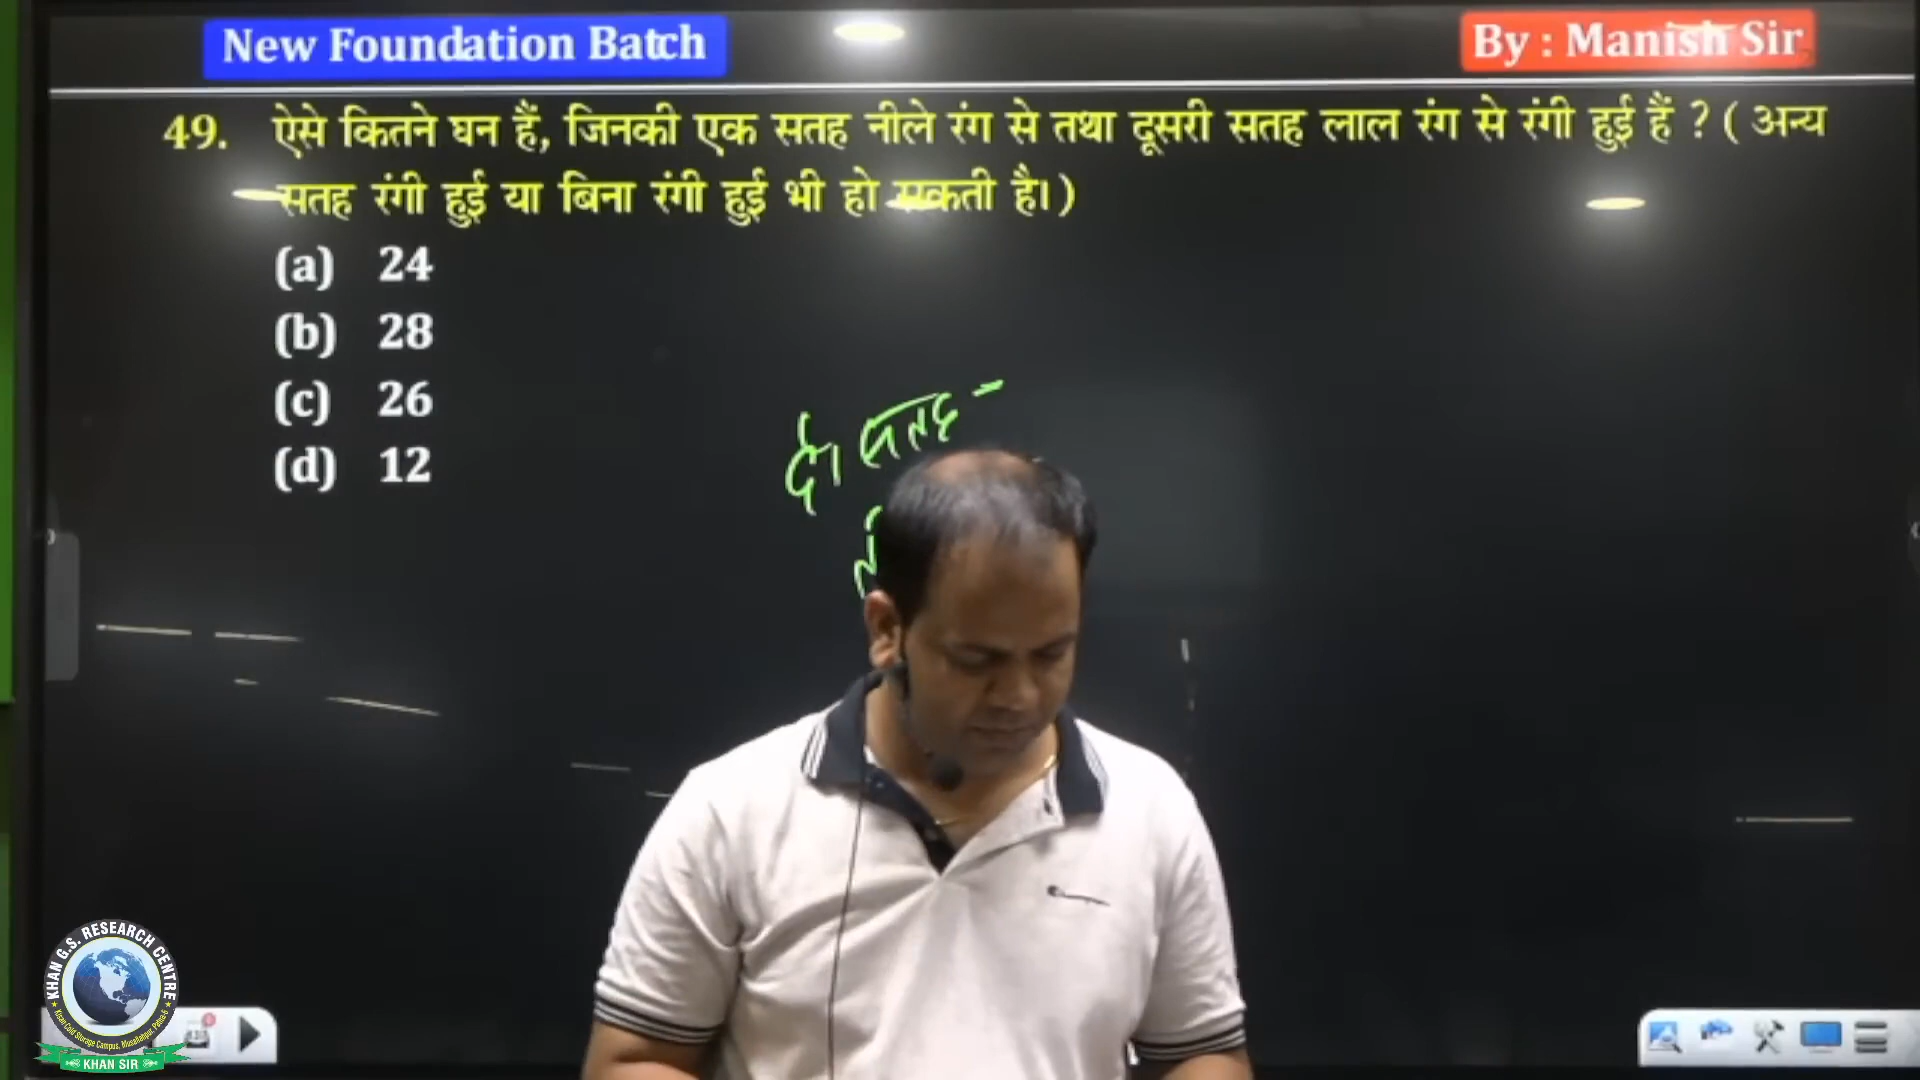 New Foundation Batch
By : Manish Sir
49. ऐसे कितने घन हैं, जिनकी एक सतह नीले रंग से तथा दूसरी सतह लाल रंग से रंगी हुई हैं ? ( अन्य
सतह रंगी हुई या बिना रंगी हुई भी हो सकती है। )
(a) 24
(b) 28
(c) 26
(d) 12
दो सतह -
KHAN G.S. RESEARCH CENTRE
KHAN SIR